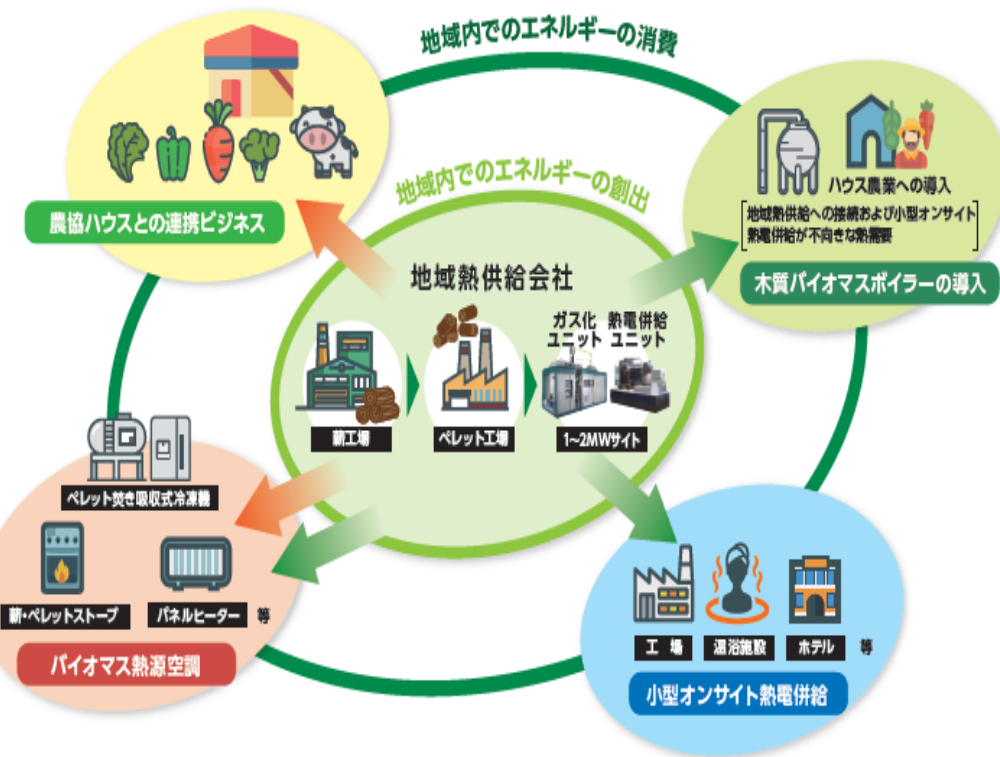 地域内でのエネルギーの消費
農協ハウスとの連携ビジネス
ハウス農業への導入
地域熱供給への接続および小型オンサイト
熱電併給が不向きな熱需要
木質バイオマスボイラーの導入
地域内でのエネルギーの創出
地域熱供給会社
ガス化
ユニット
熱電併給
ユニット
薪工場
ペレット工場
1~2MWサイト
ペレット焚き吸収式冷凍機
薪・ペレットストーブ
パネルヒーター
等
バイオマス熱源空調
工 場
温浴施設
ホテル
等
小型オンサイト熱電併給